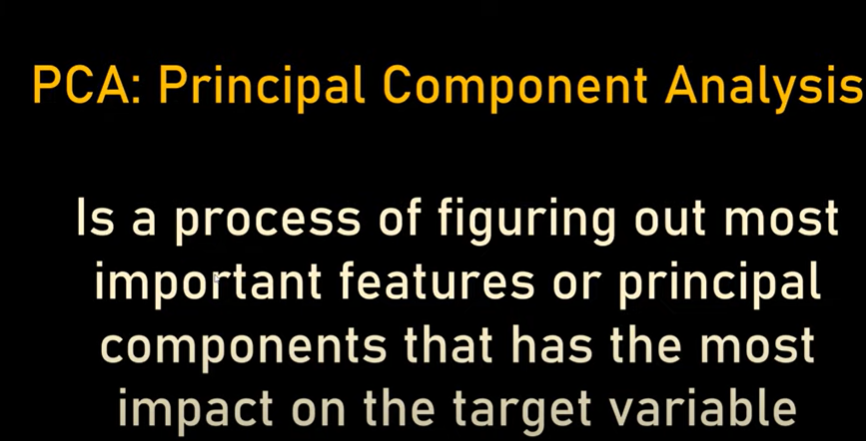 PCA: Principal Component Analysis
Is a process of figuring out most
important features or principal
components that has the most
impact on the target variable